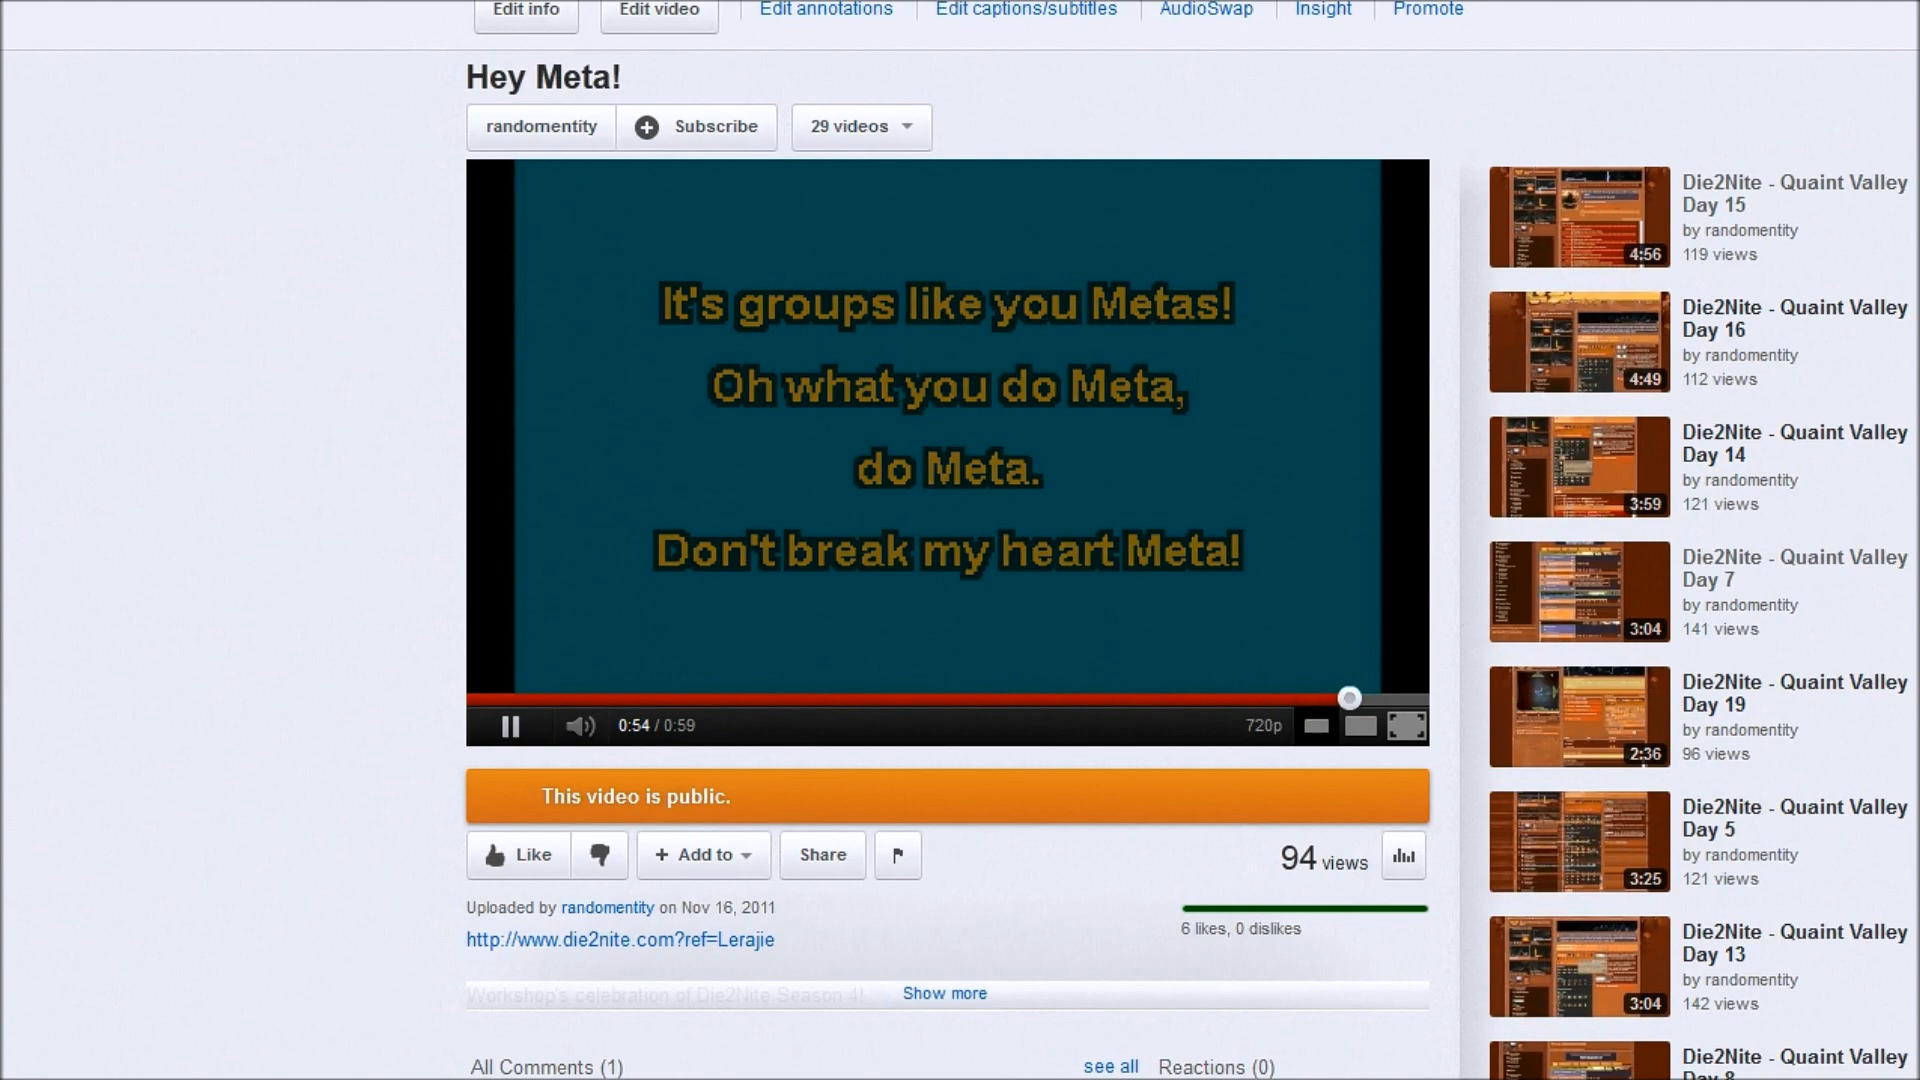 Edit info Edit video Edit annotations Edit captions/subtitles AudioSwap Insight Promote
Hey Meta!
randomentity Subscribe 29 videos
It's groups like you Metas!
Oh what you do Meta,
do Meta.
Don't break my heart Meta!
0:54 / 0:59 720p
This video is public.
Like Add to Share 94 views
Uploaded by randomentity on Nov 16, 2011
6 likes, 0 dislikes
http://www.die2nite.com?ref=Lerajie
Workshop's celebration of Die2Nite Season 4! Show more
All Comments (1) see all Reactions (0)
Die2Nite - Quaint Valley
Day 15
by randomentity
4:56 119 views
Die2Nite - Quaint Valley
Day 16
by randomentity
4:49 112 views
Die2Nite - Quaint Valley
Day 14
by randomentity
3:59 121 views
Die2Nite - Quaint Valley
Day 7
by randomentity
3:04 141 views
Die2Nite - Quaint Valley
Day 19
by randomentity
2:36 96 views
Die2Nite - Quaint Valley
Day 5
by randomentity
3:25 121 views
Die2Nite - Quaint Valley
Day 13
by randomentity
3:04 142 views
Die2Nite - Quaint Valley
Day 8